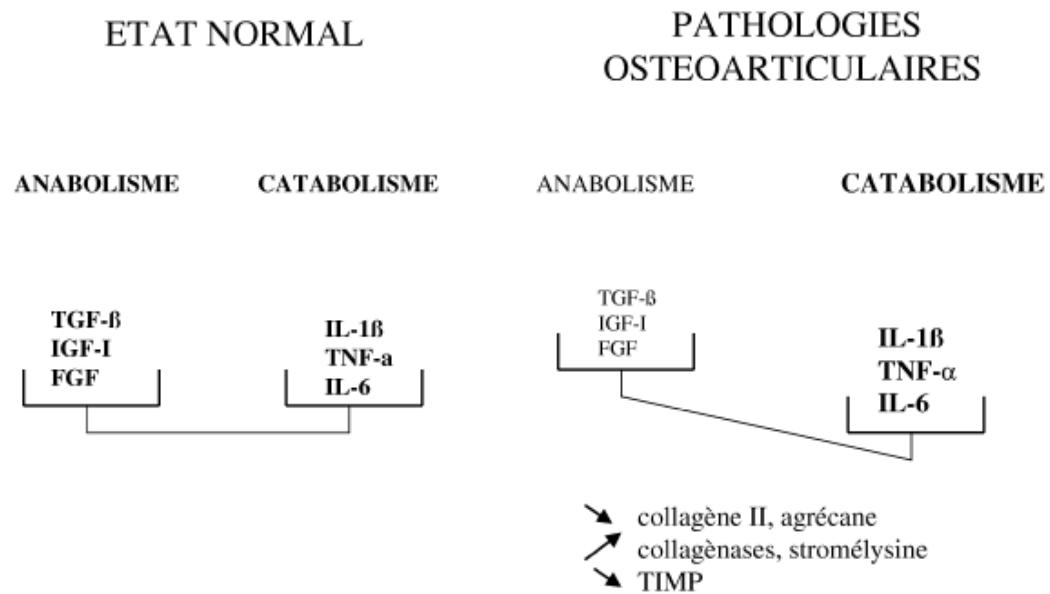 ETAT NORMAL
PATHOLOGIES
OSTEOARTICULAIRES
ANABOLISME
CATABOLISME
ANABOLISME
CATABOLISME
TGF-ß
IGF-I
FGF
IL-1ß
TNF-a
IL-6
TGF-ß
IGF-I
FGF
IL-1ß
TNF-α
IL-6
collagène II, agrécane
collagènases, stromélysine
TIMP